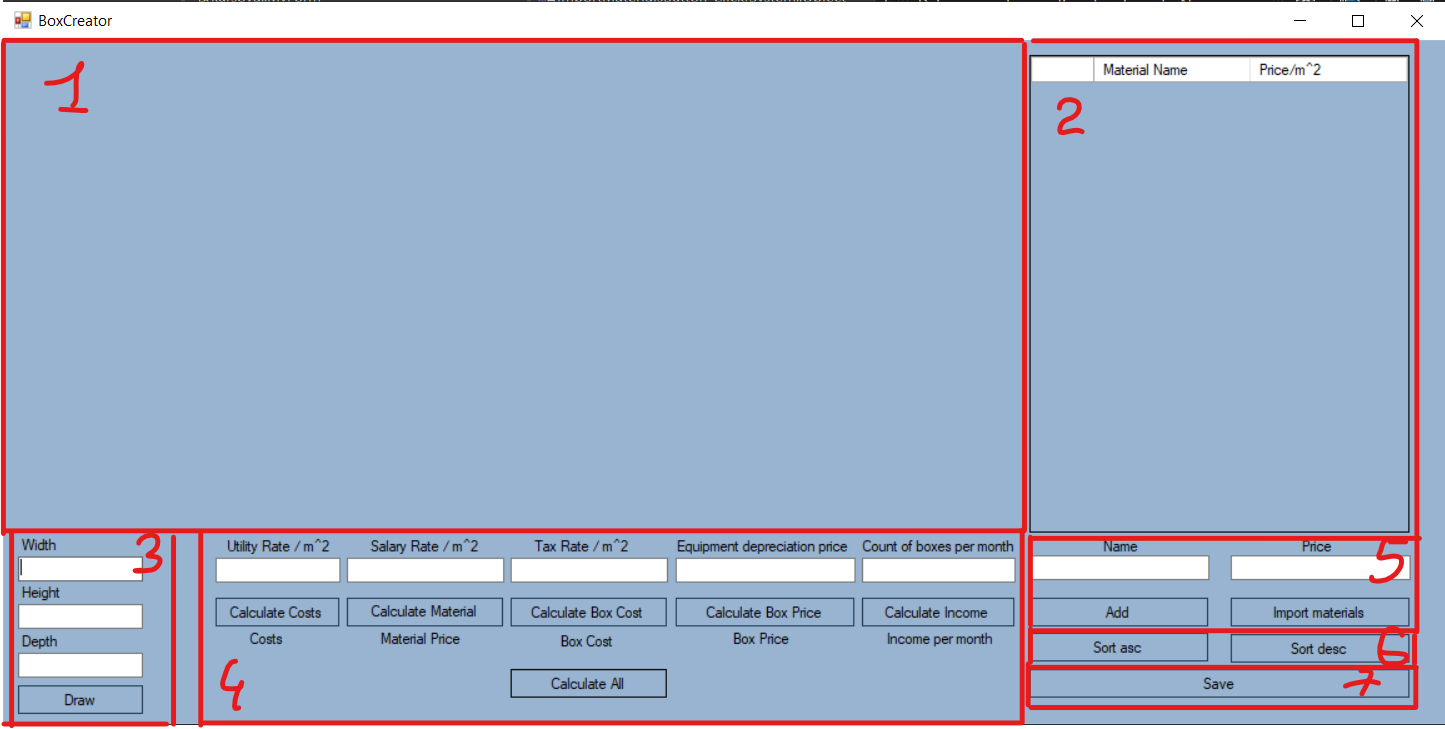 BoxCreator
1
2
Material Name Price/m^2
Width
3
Height
Depth
Draw
Utility Rate / m^2 Salary Rate / m^2 Tax Rate / m^2 Equipment depreciation price Count of boxes per month
Calculate Costs Calculate Material Calculate Box Cost Calculate Box Price Calculate Income
Costs Material Price Box Cost Box Price Income per month
4
Calculate All
Name Price
5
Add Import materials
Sort asc Sort desc
6
Save
7